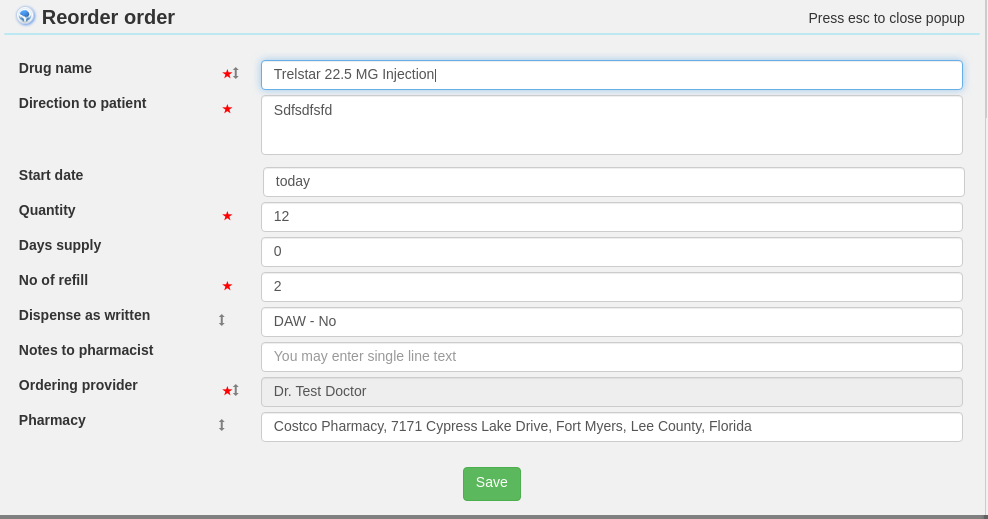 Reorder order
Press esc to close popup
Drug name ★ Trelstar 22.5 MG Injection
Direction to patient ★ Sdfsdfsfd
Start date today
Quantity ★ 12
Days supply 0
No of refill ★ 2
Dispense as written DAW - No
Notes to pharmacist You may enter single line text
Ordering provider ★ Dr. Test Doctor
Pharmacy Costco Pharmacy, 7171 Cypress Lake Drive, Fort Myers, Lee County, Florida
Save